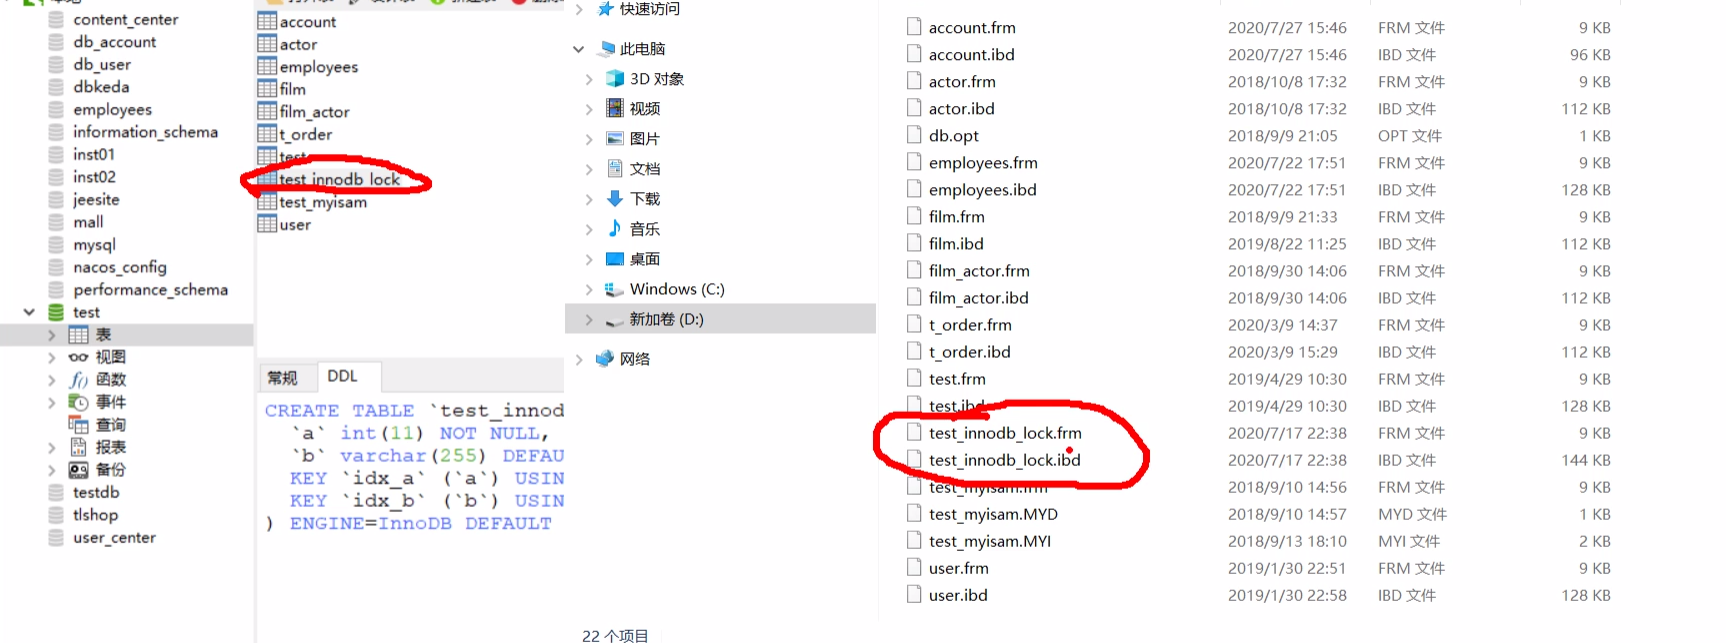 content_center
db_account
db_user
dbkeda
employees
information_schema
inst01
inst02
jeesite
mall
mysql
nacos_config
performance_schema
test
表
视图
函数
事件
查询
报表
备份
testdb
tlshop
user_center
account
actor
employees
film
film_actor
t_order
test
test_innodb_lock
test_myisam
user
常规 DDL
CREATE TABLE `test_innod
`a` int(11) NOT NULL,
`b` varchar(255) DEFAU
KEY `idx_a` (`a`) USIN
KEY `idx_b` (`b`) USIN
) ENGINE=InnoDB DEFAULT
快速访问
此电脑
3D 对象
视频
图片
文档
下载
音乐
桌面
Windows (C:)
新加卷 (D:)
网络
22 个项目
account.frm 2020/7/27 15:46 FRM 文件 9 KB
account.ibd 2020/7/27 15:46 IBD 文件 96 KB
actor.frm 2018/10/8 17:32 FRM 文件 9 KB
actor.ibd 2018/10/8 17:32 IBD 文件 112 KB
db.opt 2018/9/9 21:05 OPT 文件 1 KB
employees.frm 2020/7/22 17:51 FRM 文件 9 KB
employees.ibd 2020/7/22 17:51 IBD 文件 128 KB
film.frm 2018/9/9 21:33 FRM 文件 9 KB
film.ibd 2019/8/22 11:25 IBD 文件 112 KB
film_actor.frm 2018/9/30 14:06 FRM 文件 9 KB
film_actor.ibd 2018/9/30 14:06 IBD 文件 112 KB
t_order.frm 2020/3/9 14:37 FRM 文件 9 KB
t_order.ibd 2020/3/9 15:29 IBD 文件 112 KB
test.frm 2019/4/29 10:30 FRM 文件 9 KB
test.ibd 2019/4/29 10:30 IBD 文件 128 KB
test_innodb_lock.frm 2020/7/17 22:38 FRM 文件 9 KB
test_innodb_lock.ibd 2020/7/17 22:38 IBD 文件 144 KB
test_myisam.frm 2018/9/10 14:56 FRM 文件 9 KB
test_myisam.MYD 2018/9/10 14:57 MYD 文件 1 KB
test_myisam.MYI 2018/9/13 18:10 MYI 文件 2 KB
user.frm 2019/1/30 22:51 FRM 文件 9 KB
user.ibd 2019/1/30 22:58 IBD 文件 128 KB